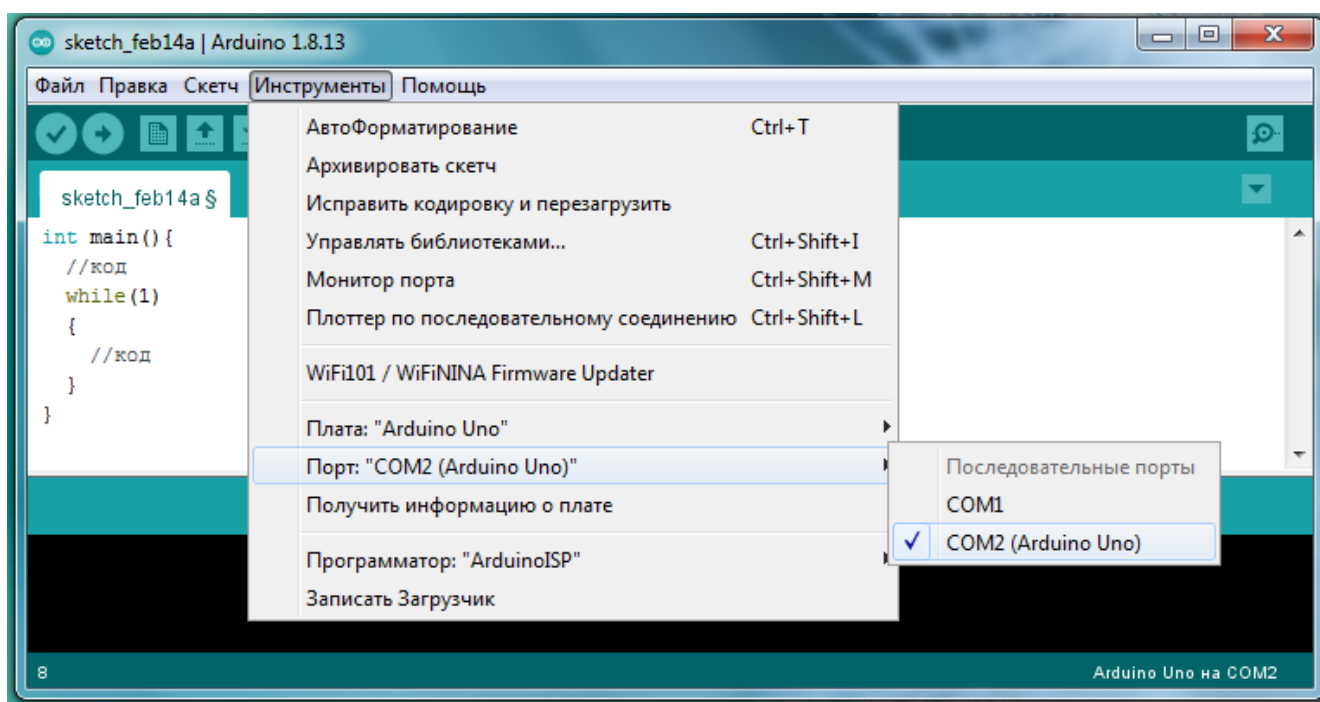 sketch_feb14a | Arduino 1.8.13
Файл Правка Скетч Инструменты Помощь
sketch_feb14a §
int main(){
//код
while(1)
{
//код
}
}
АвтоФорматирование Ctrl+T
Архивировать скетч
Исправить кодировку и перезагрузить
Управлять библиотеками... Ctrl+Shift+I
Монитор порта Ctrl+Shift+M
Плоттер по последовательному соединению Ctrl+Shift+L
WiFi101 / WiFiNINA Firmware Updater
Плата: "Arduino Uno"
Порт: "COM2 (Arduino Uno)"
Получить информацию о плате
Программатор: "ArduinoISP"
Записать Загрузчик
Последовательные порты
COM1
COM2 (Arduino Uno)
8 Arduino Uno на COM2